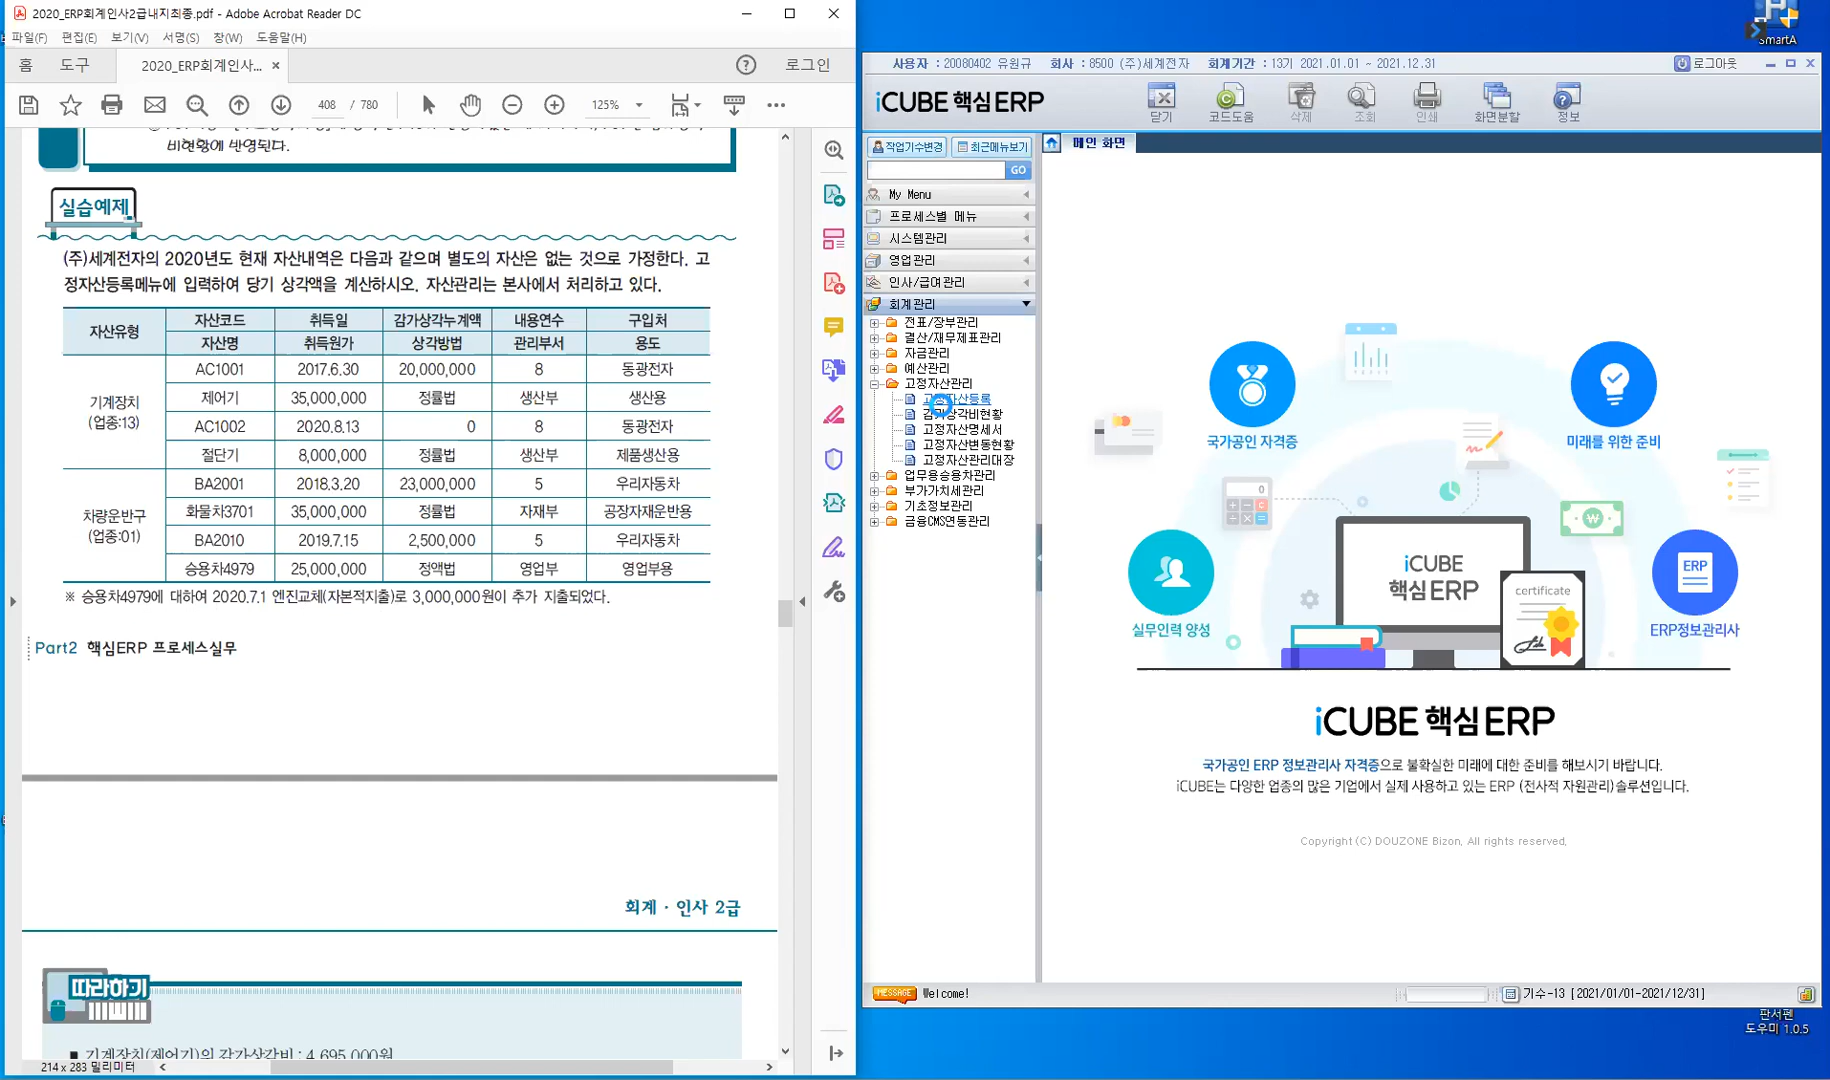 2020_ERP회계인사2급내지최종.pdf - Adobe Acrobat Reader DC
파일(F) 편집(E) 보기(V) 서명(S) 창(W) 도움말(H)
홈 도구 2020_ERP회계인사... × 로그인
408 / 780 125%
비현황에 반영된다.
실습예제
(주)세계전자의 2020년도 현재 자산내역은 다음과 같으며 별도의 자산은 없는 것으로 가정한다. 고
정자산등록메뉴에 입력하여 당기 상각액을 계산하시오. 자산관리는 본사에서 처리하고 있다.
자산유형 자산코드 취득일 감가상각누계액 내용연수 구입처
자산명 취득원가 상각방법 관리부서 용도
기계장치 (업종:13) AC1001 2017.6.30 20,000,000 8 동광전자
제어기 35,000,000 정률법 생산부 생산용
AC1002 2020.8.13 0 8 동광전자
절단기 8,000,000 정률법 생산부 제품생산용
차량운반구 (업종:01) BA2001 2018.3.20 23,000,000 5 우리자동차
화물차3701 35,000,000 정률법 자재부 공장자재운반용
BA2010 2019.7.15 2,500,000 5 우리자동차
승용차4979 25,000,000 정액법 영업부 영업부용
※ 승용차4979에 대하여 2020.7.1 엔진교체(자본적지출)로 3,000,000원이 추가 지출되었다.
Part2 핵심ERP 프로세스실무
회계 · 인사 2급
따라하기
■ 기계장치(제어기)의 감가상각비 : 4,695,000원
214 x 283 밀리미터
SmartA
사용자 : 20080402 유원규 회사 : 8500 (주)세계전자 회계기간 : 13기 2021.01.01 ~ 2021.12.31 로그아웃
iCUBE 핵심ERP
닫기 코드도움 삭제 조회 인쇄 화면분할 정보
작업기수변경 최근메뉴보기
메인 화면
GO
My Menu
프로세스별 메뉴
시스템관리
영업관리
인사/급여관리
회계관리
전표/장부관리
결산/재무제표관리
자금관리
예산관리
고정자산관리
고정자산등록
감가상각비현황
고정자산명세서
고정자산변동현황
고정자산관리대장
업무용승용차관리
부가가치세관리
기초정보관리
금융CMS연동관리
국가공인 자격증
미래를 위한 준비
실무인력 양성
ERP
ERP정보관리사
iCUBE
핵심ERP
certificate
iCUBE 핵심ERP
국가공인 ERP 정보관리사 자격증으로 불확실한 미래에 대한 준비를 해보시기 바랍니다.
iCUBE는 다양한 업종의 많은 기업에서 실제 사용하고 있는 ERP (전사적 자원관리)솔루션입니다.
Copyright (C) DOUZONE Bizon, All rights reserved,
MESSAGE Welcome!
기수-13 [2021/01/01-2021/12/31]
판서펜
도우미 1.0.5